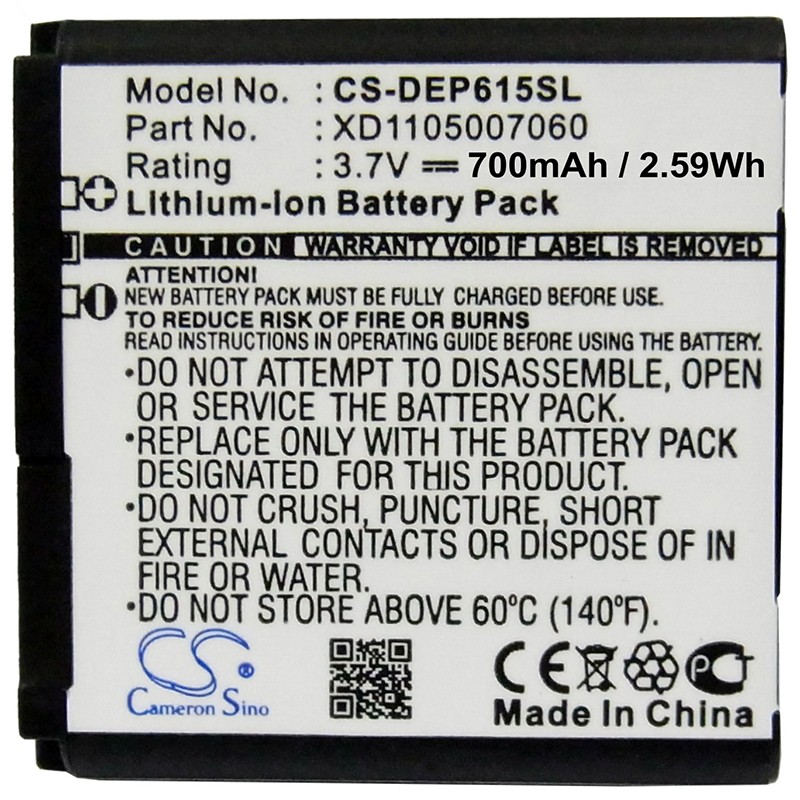 Model No. : CS-DEP615SL
Part No. : XD1105007060
Rating : 3.7V ⎓ 700mAh / 2.59Wh
Lithium-Ion Battery Pack
CAUTION WARRANTY VOID IF LABEL IS REMOVED
ATTENTION!
NEW BATTERY PACK MUST BE FULLY CHARGED BEFORE USE.
TO REDUCE RISK OF FIRE OR BURNS
READ INSTRUCTIONS IN OPERATING GUIDE BEFORE USING THE BATTERY.
·DO NOT ATTEMPT TO DISASSEMBLE, OPEN
OR SERVICE THE BATTERY PACK.
·REPLACE ONLY WITH THE BATTERY PACK
DESIGNATED FOR THIS PRODUCT.
·DO NOT CRUSH, PUNCTURE, SHORT
EXTERNAL CONTACTS OR DISPOSE OF IN
FIRE OR WATER.
·DO NOT STORE ABOVE 60°C (140°F).
CS®
Cameron Sino
CE PCT
Made In China